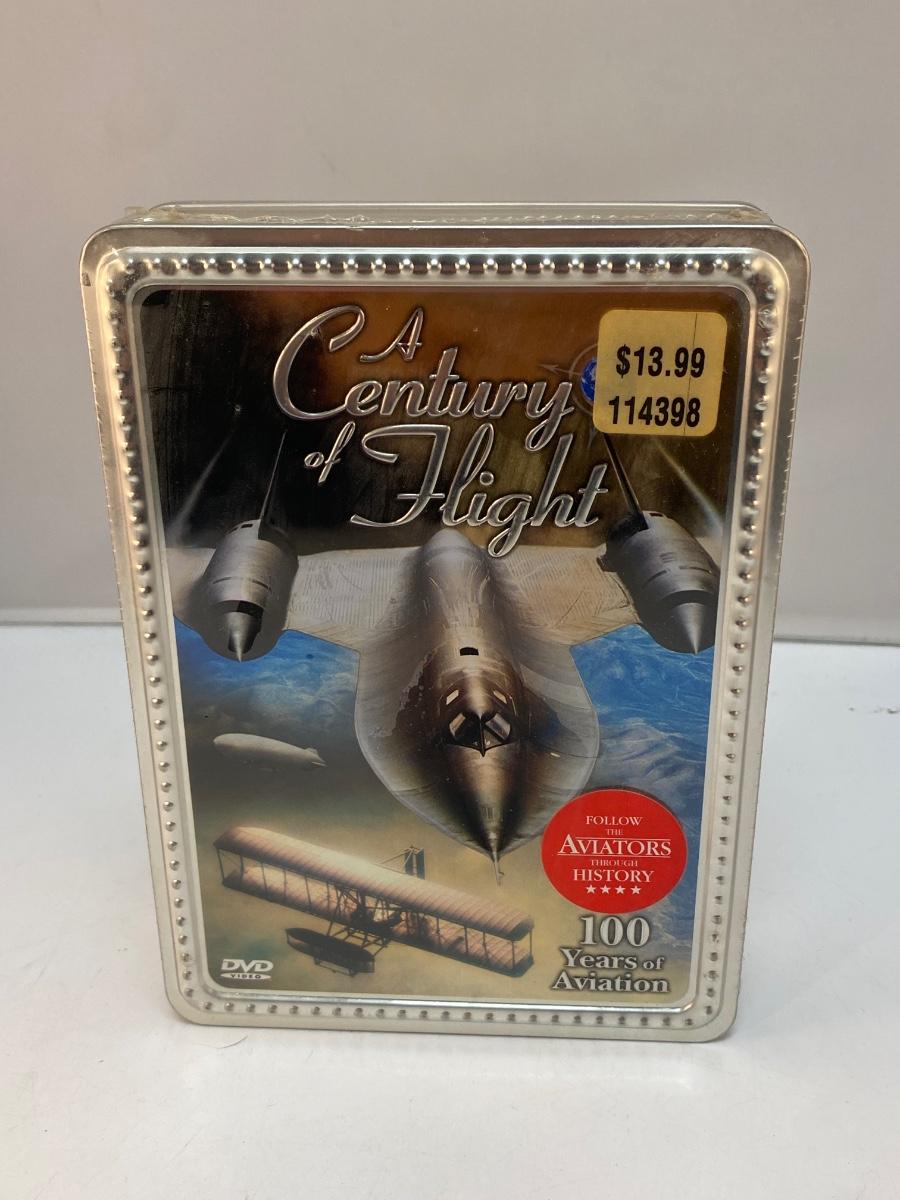 A
Century
of Flight
$13.99
114398
FOLLOW
THE
AVIATORS
THROUGH
HISTORY
100
Years of
Aviation
DVD
VIDEO